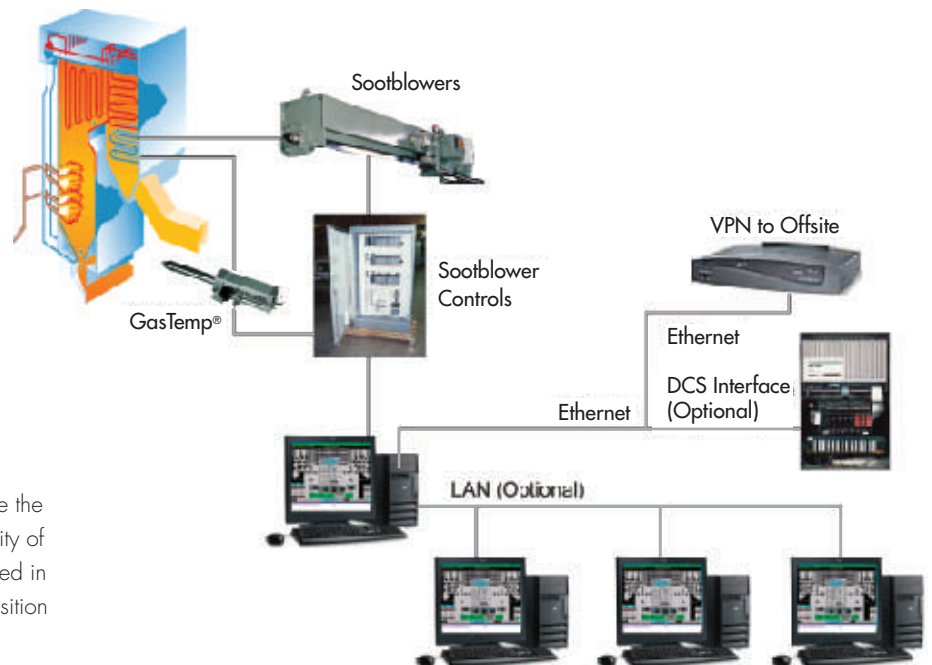 Sootblowers
VPN to Offsite
Sootblower
Controls
GasTemp®
Ethernet
DCS Interface
(Optional)
Ethernet
LAN (Optional)
e the
ity of
ed in
sition